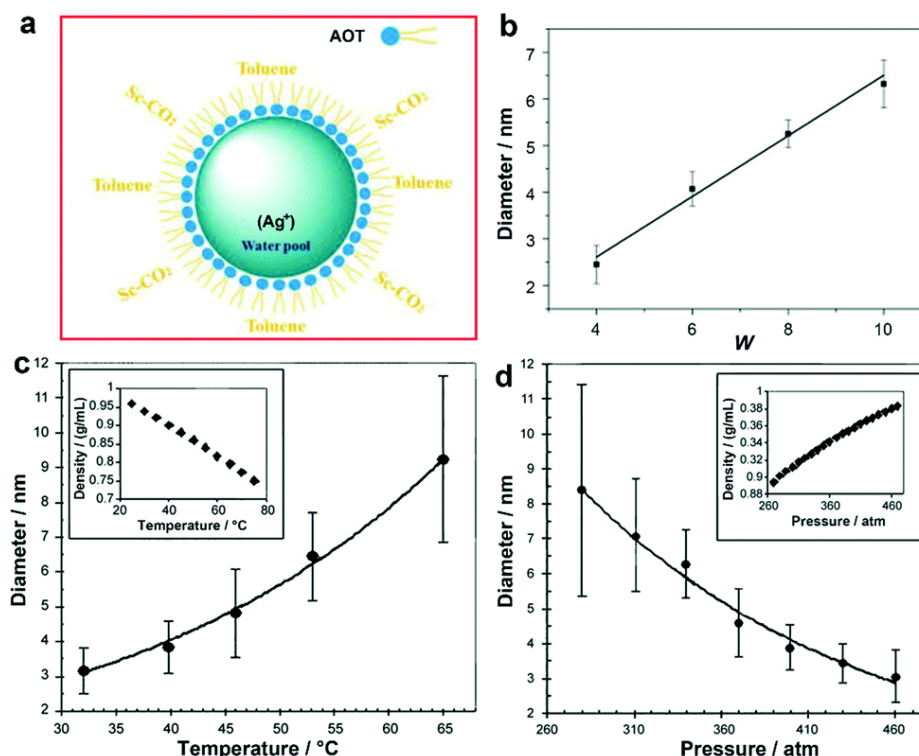 a
AOT
Toluene
Sc-CO₂
Sc-CO₂
Toluene
Toluene
(Ag⁺)
Water pool
Sc-CO₂
Sc-CO₂
Toluene
b
7
6
5
4
3
2
Diameter / nm
4
6
8
10
W
c
12
11
10
9
8
7
6
5
4
3
2
Diameter / nm
1
0.95
0.9
0.85
0.8
0.75
0.7
Density / (g/mL)
20
40
60
80
Temperature / °C
30
35
40
45
50
55
60
65
Temperature / °C
d
12
11
10
9
8
7
6
5
4
3
2
Diameter / nm
1
0.38
0.36
0.32
0.9
0.88
Density / (g/mL)
260
360
460
Pressure / atm
260
310
360
410
460
Pressure / atm